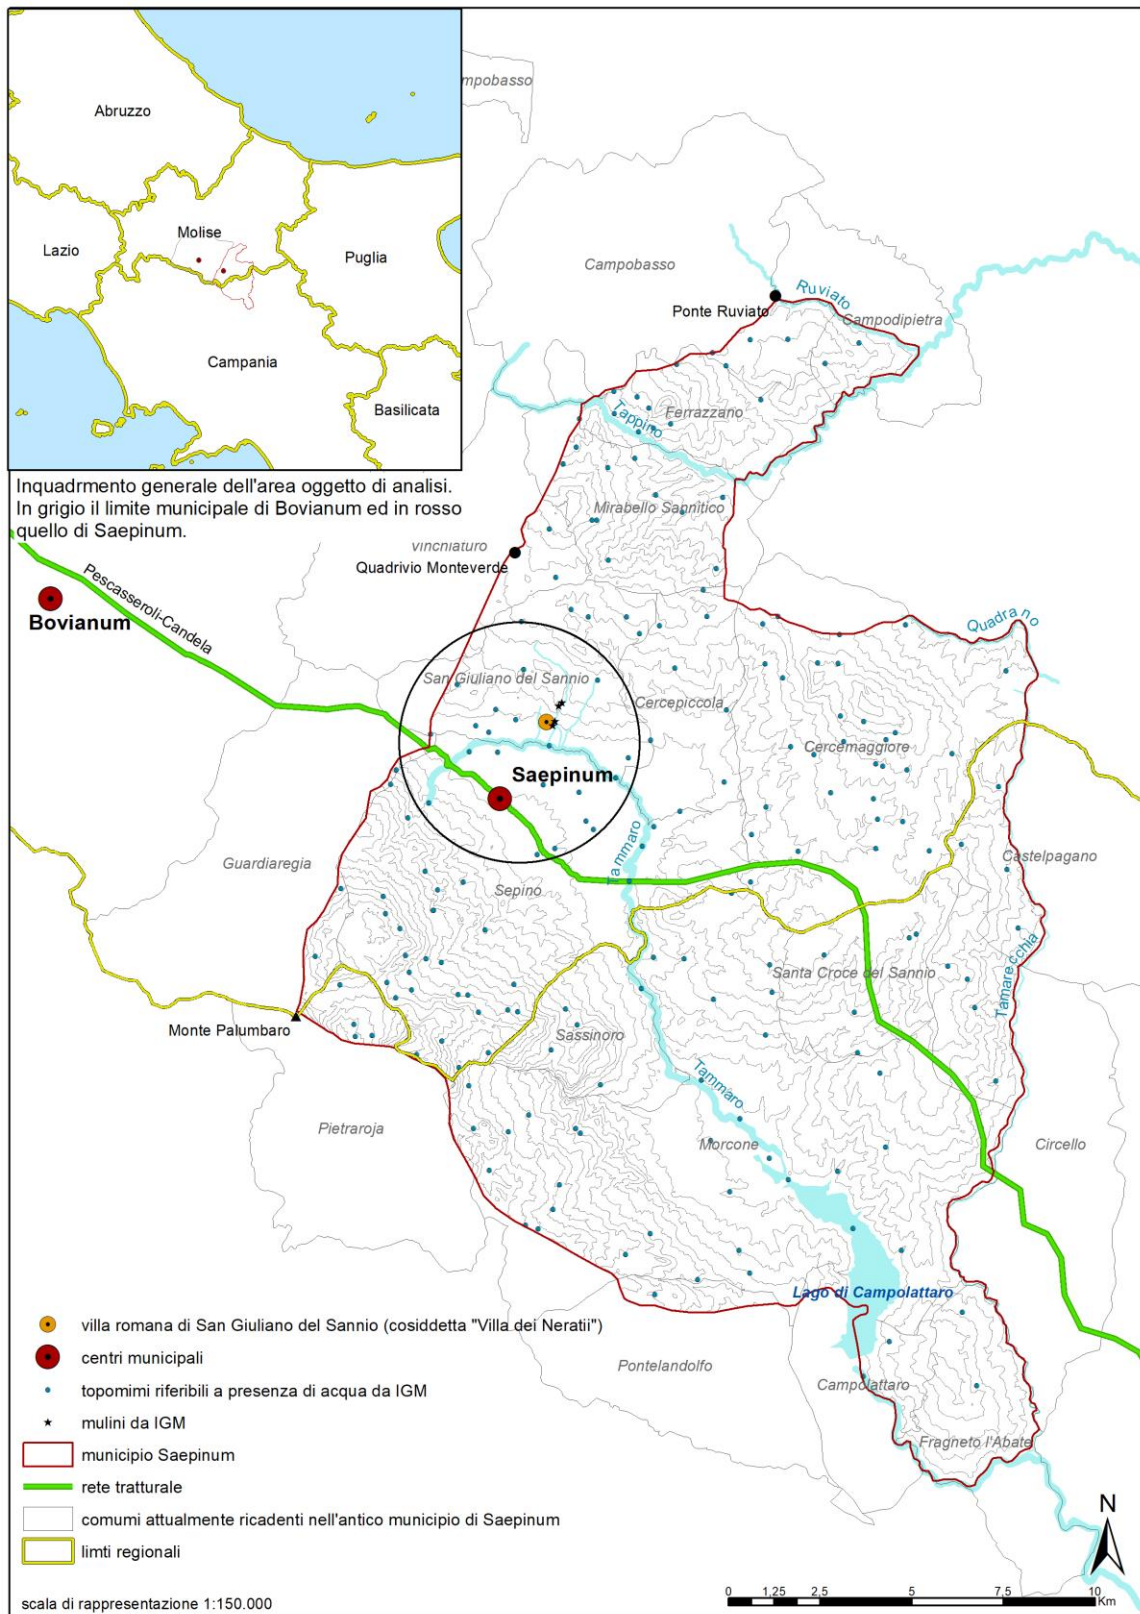 Abruzzo
Molise
Lazio
Puglia
Campania
Basilicata
Inquadrmento generale dell'area oggetto di analisi.
In grigio il limite municipale di Bovianum ed in rosso
quello di Saepinum.
mpobasso
Campobasso
Ponte Ruviato
Ruviato
Campodipietra
Ferrazzano
Tappino
Mirabello Sannitico
Quadrivio Monteverde
Pescasseroli-Candela
Bovianum
Quadrano
San Giuliano del Sannio
Cercepiccola
Cercemaggiore
Saepinum
Guardiaregia
Sepino
Tammaro
Castelpagano
Santa Croce del Sannio
Tamarecchia
Monte Palumbaro
Sassinoro
Tammaro
Pietraroja
Morcone
Circello
Lago di Campolattaro
Pontelandolfo
Campolattaro
Fragneto l'Abate
villa romana di San Giuliano del Sannio (cosiddetta "Villa dei Neratii")
centri municipali
topomimi riferibili a presenza di acqua da IGM
mulini da IGM
municipio Saepinum
rete tratturale
comumi attualmente ricadenti nell'antico municipio di Saepinum
limti regionali
scala di rappresentazione 1:150.000
N
0 1,25 2,5 5 7,5 10
Km